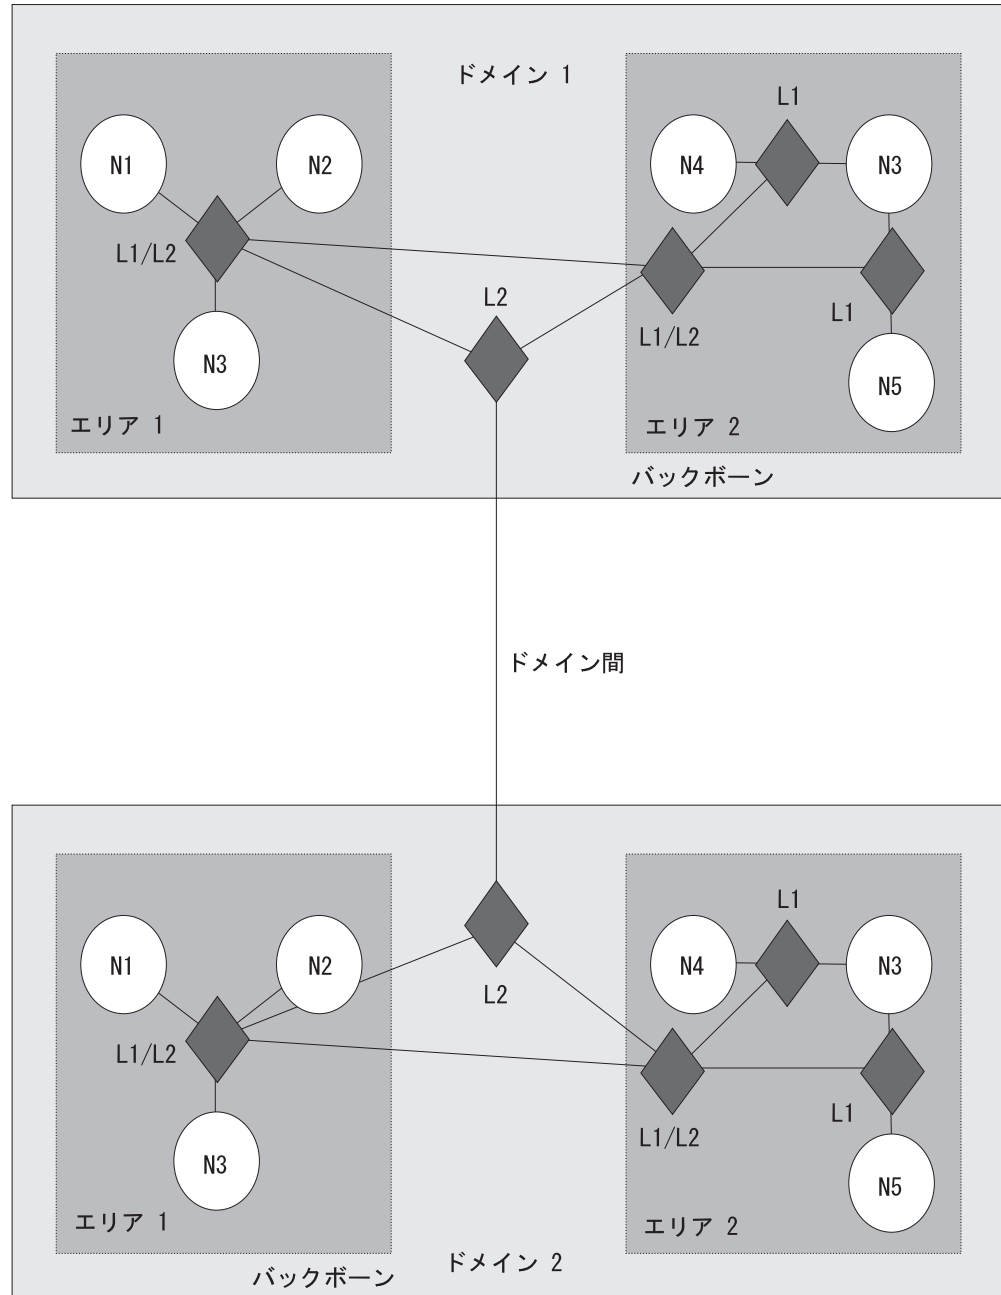 ドメイン 1
L1
N1
N2
N4
N3
L1/L2
L2
L1
L1/L2
N3
N5
エリア 1
エリア 2
バックボーン
ドメイン間
L1
N1
N2
N4
N3
L2
L1/L2
L1
L1/L2
N3
N5
エリア 1
エリア 2
ドメイン 2
バックボーン